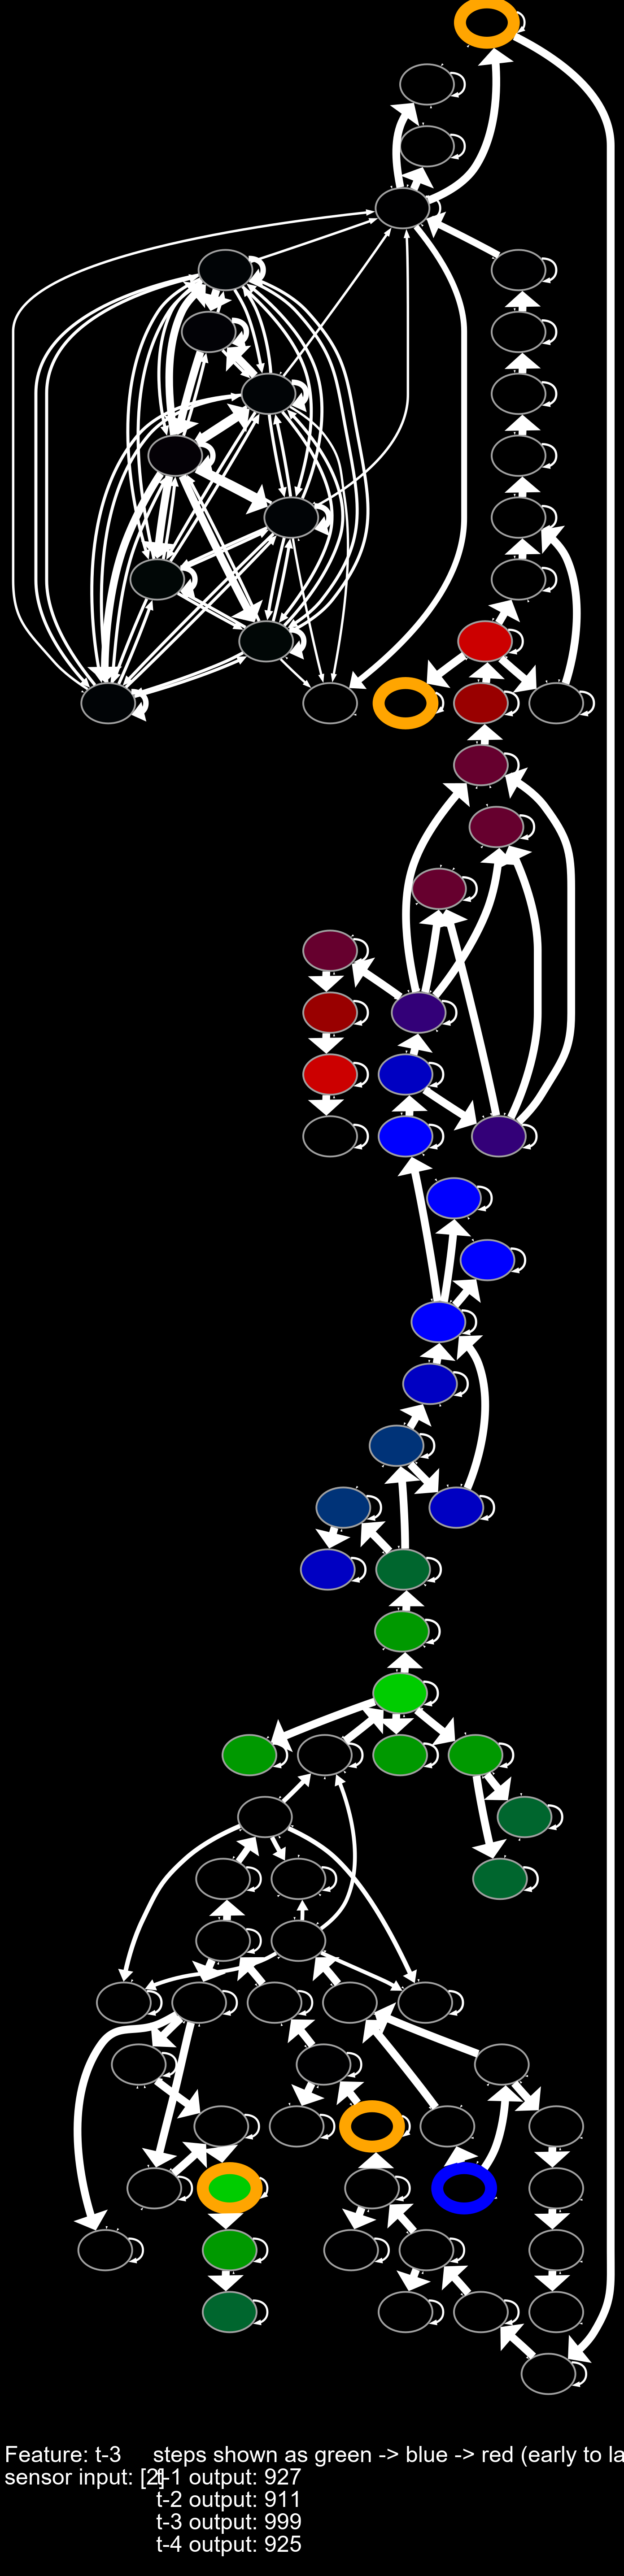 Feature: t-3 steps shown as green -> blue -> red (early to la
sensor input: [2] t-1 output: 927
t-2 output: 911
t-3 output: 999
t-4 output: 925